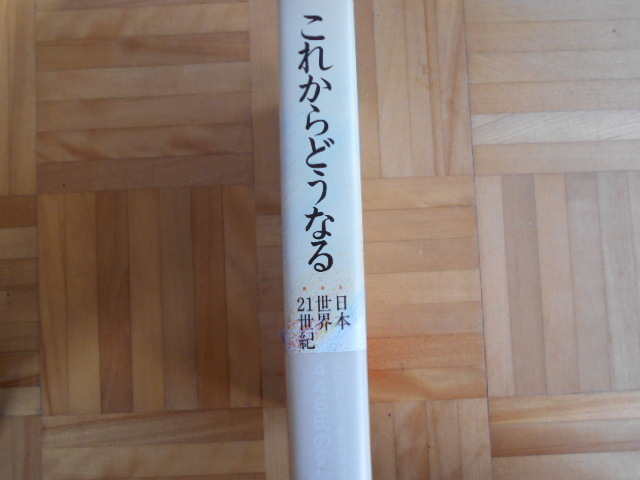 これからどうなる
日本
世界
21世紀